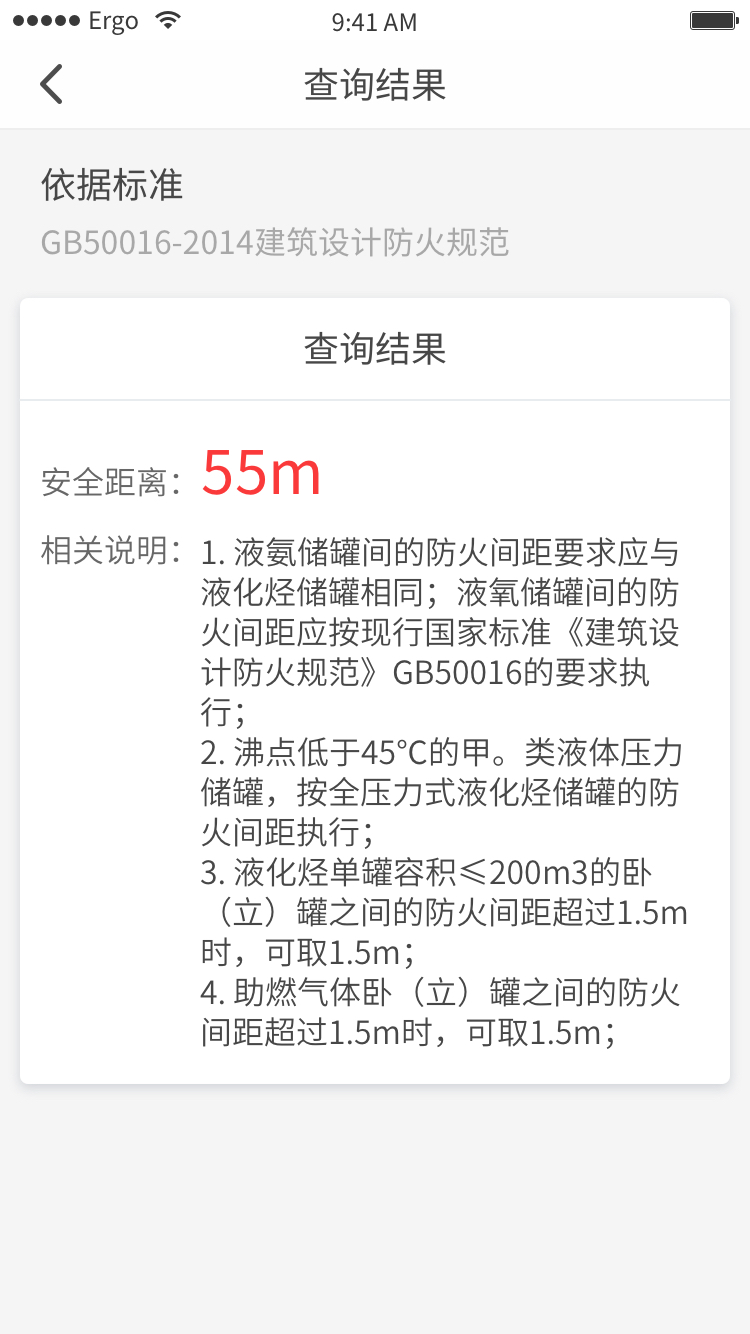 Ergo 9:41 AM
查询结果
依据标准
GB50016-2014建筑设计防火规范
查询结果
安全距离：55m
相关说明：1. 液氨储罐间的防火间距要求应与
液化烃储罐相同；液氧储罐间的防
火间距应按现行国家标准《建筑设
计防火规范》GB50016的要求执
行；
2. 沸点低于45℃的甲。类液体压力
储罐，按全压力式液化烃储罐的防
火间距执行；
3. 液化烃单罐容积≤200m3的卧
（立）罐之间的防火间距超过1.5m
时，可取1.5m；
4. 助燃气体卧（立）罐之间的防火
间距超过1.5m时，可取1.5m；